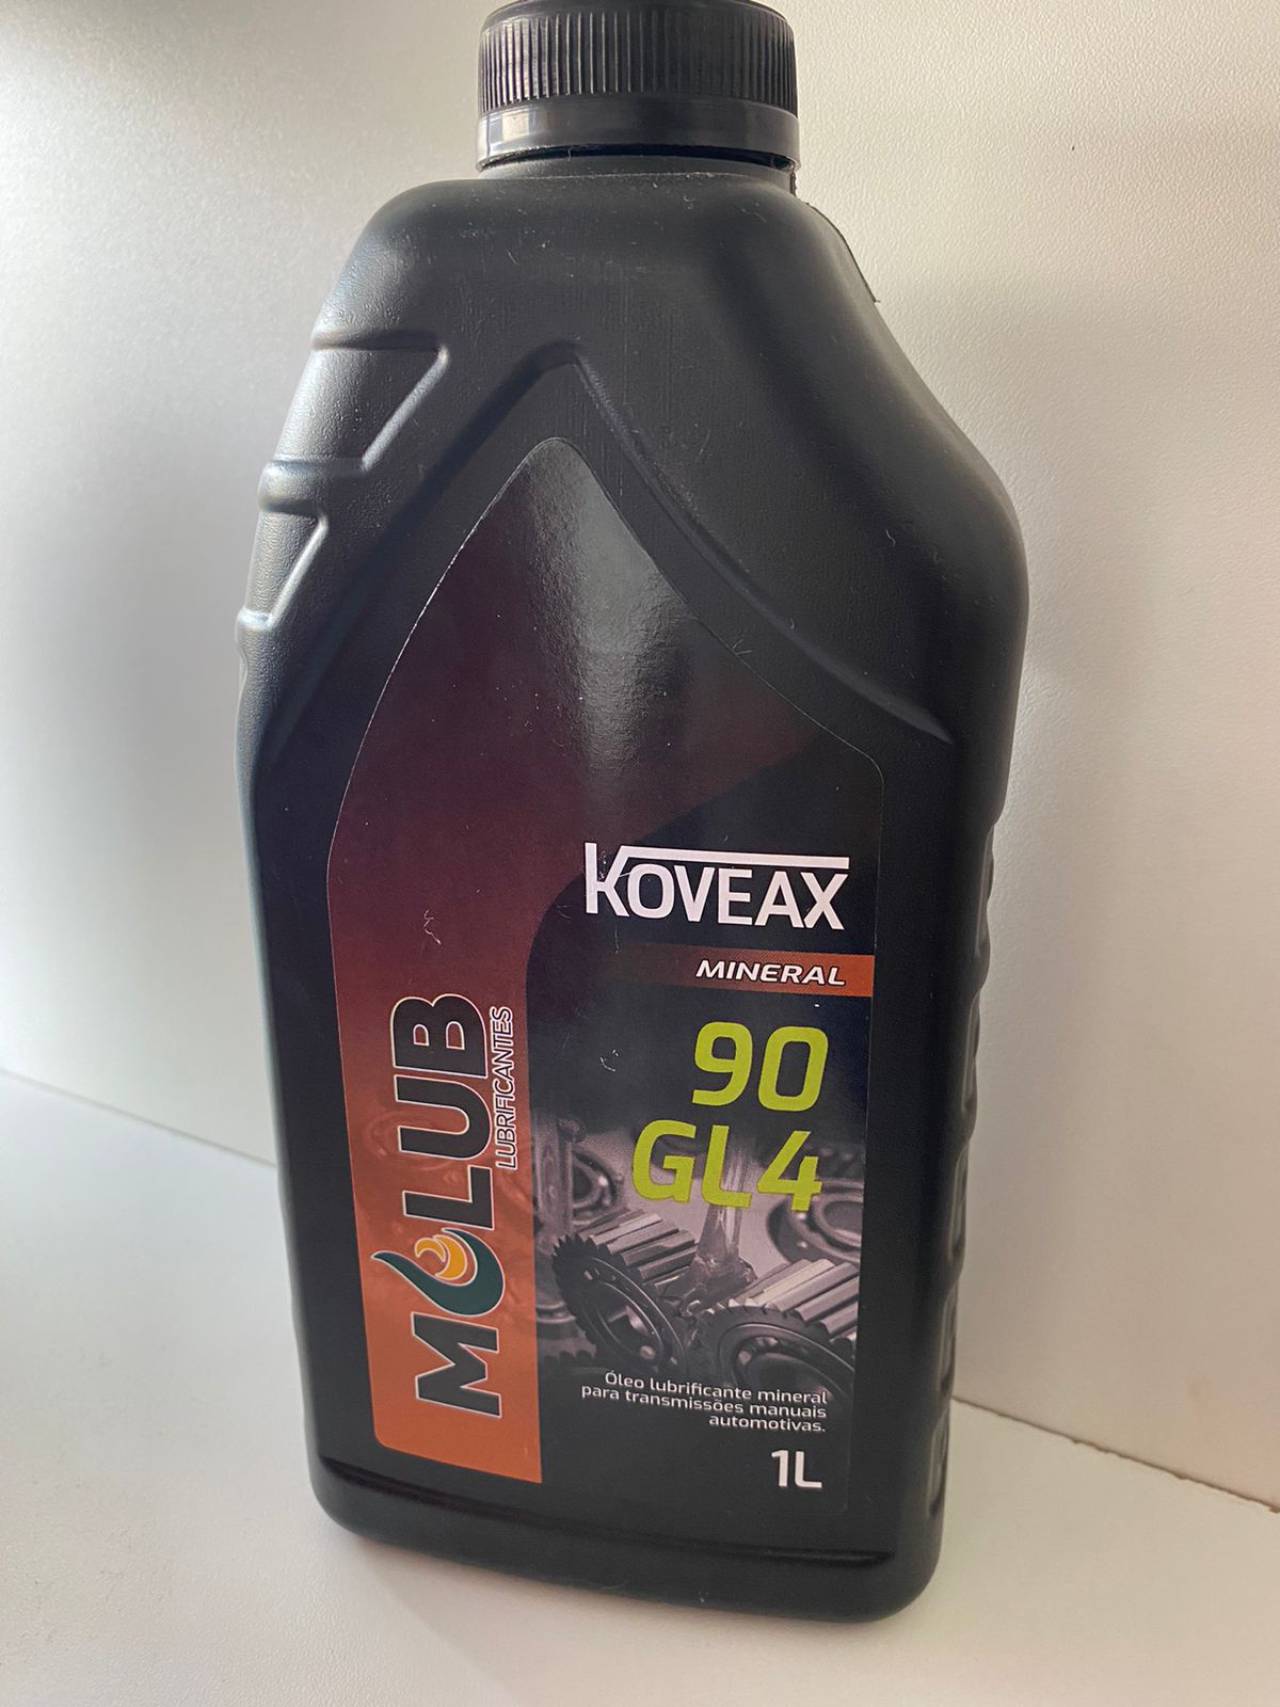 KOVEAX
MINERAL
90
GL4
MOLUB
LUBRIFICANTES
Óleo lubrificante mineral
para transmissões manuais
automotivas.
1L